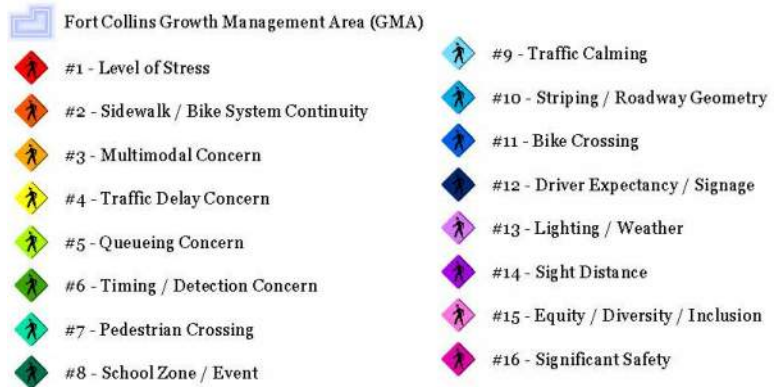 Fort Collins Growth Management Area (GMA)
#1 - Level of Stress
#2 - Sidewalk / Bike System Continuity
#3 - Multimodal Concern
#4 - Traffic Delay Concern
#5 - Queueing Concern
#6 - Timing / Detection Concern
#7 - Pedestrian Crossing
#8 - School Zone / Event
#9 - Traffic Calming
#10 - Striping / Roadway Geometry
#11 - Bike Crossing
#12 - Driver Expectancy / Signage
#13 - Lighting / Weather
#14 - Sight Distance
#15 - Equity / Diversity / Inclusion
#16 - Significant Safety